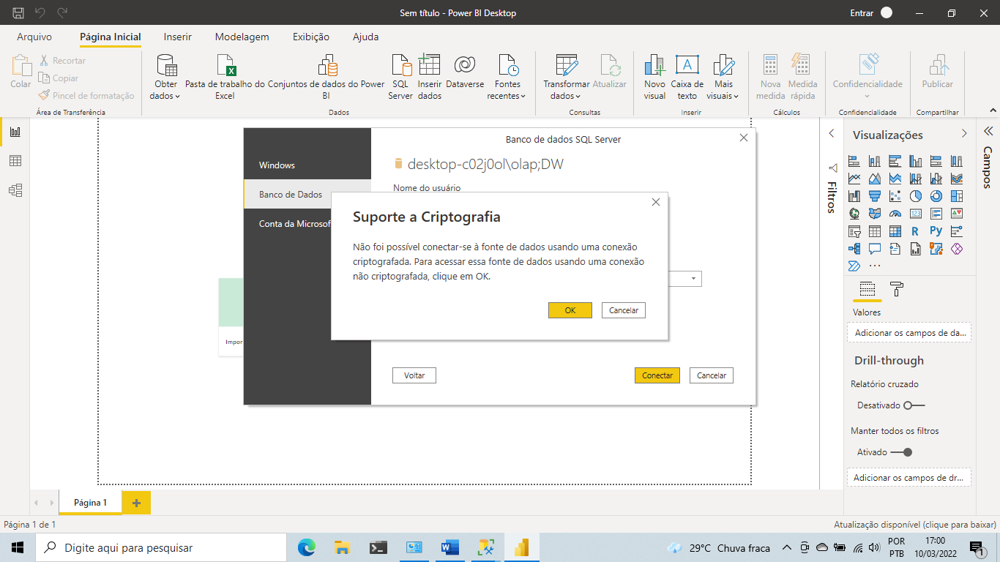 Sem título - Power BI Desktop
Entrar
Arquivo
Página Inicial
Inserir
Modelagem
Exibição
Ajuda
Colar
Recortar
Copiar
Pincel de formatação
Área de Transferência
Obter
dados
Pasta de trabalho do
Excel
Conjuntos de dados do Power
BI
SQL
Server
Inserir
dados
Dataverse
Fontes
recentes
Dados
Transformar
dados
Atualizar
Consultas
Novo
visual
Caixa de
texto
Mais
visuais
Inserir
Nova
medida
Medida
rápida
Cálculos
Confidencialidade
Confidencialidade
Publicar
Compartilhar
Banco de dados SQL Server
Windows
Banco de Dados
Conta da Microsof
desktop-c02j0ol\olap;DW
Nome do usuário
Suporte a Criptografia
Não foi possível conectar-se à fonte de dados usando uma conexão
criptografada. Para acessar essa fonte de dados usando uma conexão
não criptografada, clique em OK.
OK
Cancelar
Voltar
Conectar
Cancelar
Impor
Filtros
Visualizações
Campos
123
R
Py
Valores
Adicionar os campos de da...
Drill-through
Relatório cruzado
Desativado
Manter todos os filtros
Ativado
Adicionar os campos de dr...
Página 1
Página 1 de 1
Atualização disponível (clique para baixar)
Digite aqui para pesquisar
29°C Chuva fraca
POR
PTB
17:00
10/03/2022
1